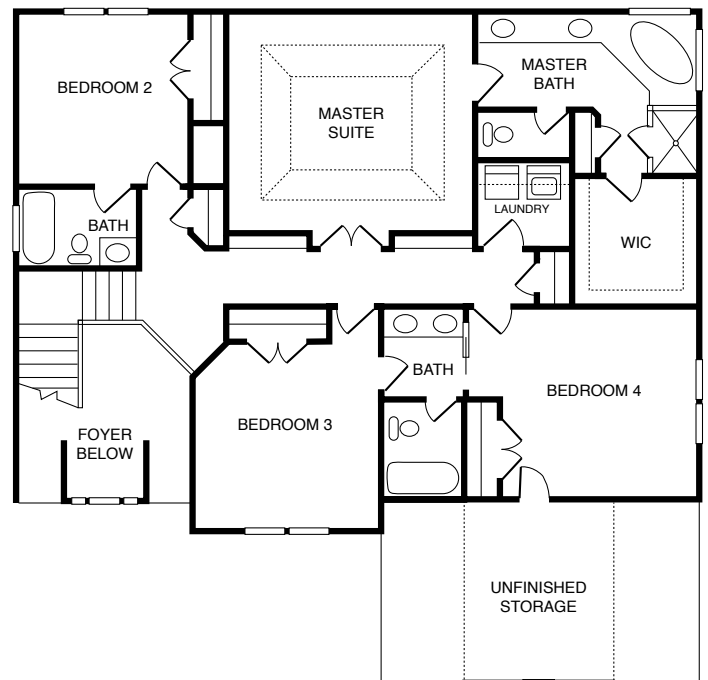 BEDROOM 2
MASTER
SUITE
MASTER
BATH
BATH
LAUNDRY
WIC
BATH
BEDROOM 4
BEDROOM 3
FOYER
BELOW
UNFINISHED
STORAGE